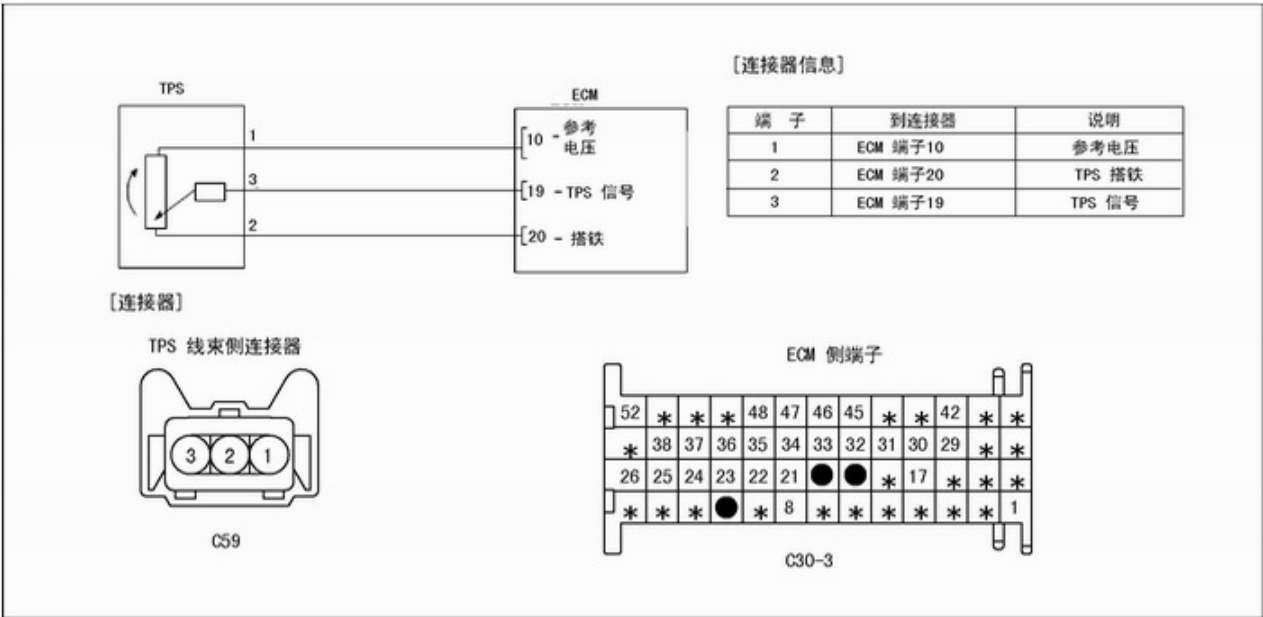 [连接器信息]
TPS
ECM
端 子 到连接器 说明
1 ECM 端子10 参考电压
2 ECM 端子20 TPS 搭铁
3 ECM 端子19 TPS 信号
1
10 - 参考
电压
3
19 - TPS 信号
2
20 - 搭铁
[连接器]
TPS 线束侧连接器
3 2 1
C59
ECM 侧端子
52 * * * 48 47 46 45 * * 42 * *
* 38 37 36 35 34 33 32 31 30 29 * *
26 25 24 23 22 21 ● ● * 17 * * *
* * * ● * 8 * * * * * * 1
C30-3